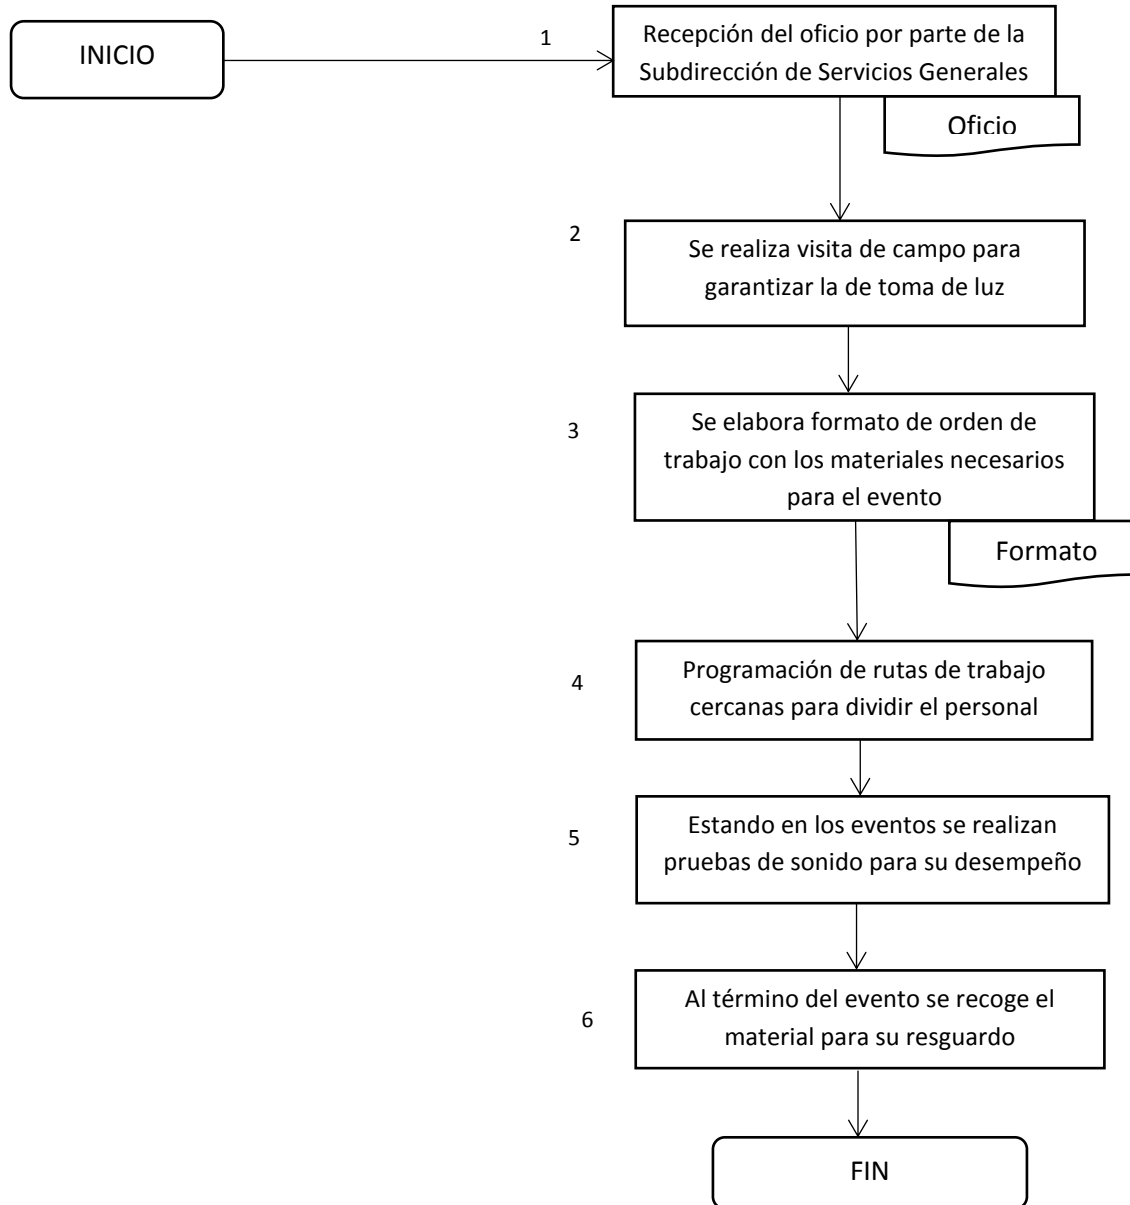 INICIO
1
Recepción del oficio por parte de la
Subdirección de Servicios Generales
Oficio
2
Se realiza visita de campo para
garantizar la de toma de luz
3
Se elabora formato de orden de
trabajo con los materiales necesarios
para el evento
Formato
4
Programación de rutas de trabajo
cercanas para dividir el personal
5
Estando en los eventos se realizan
pruebas de sonido para su desempeño
6
Al término del evento se recoge el
material para su resguardo
FIN